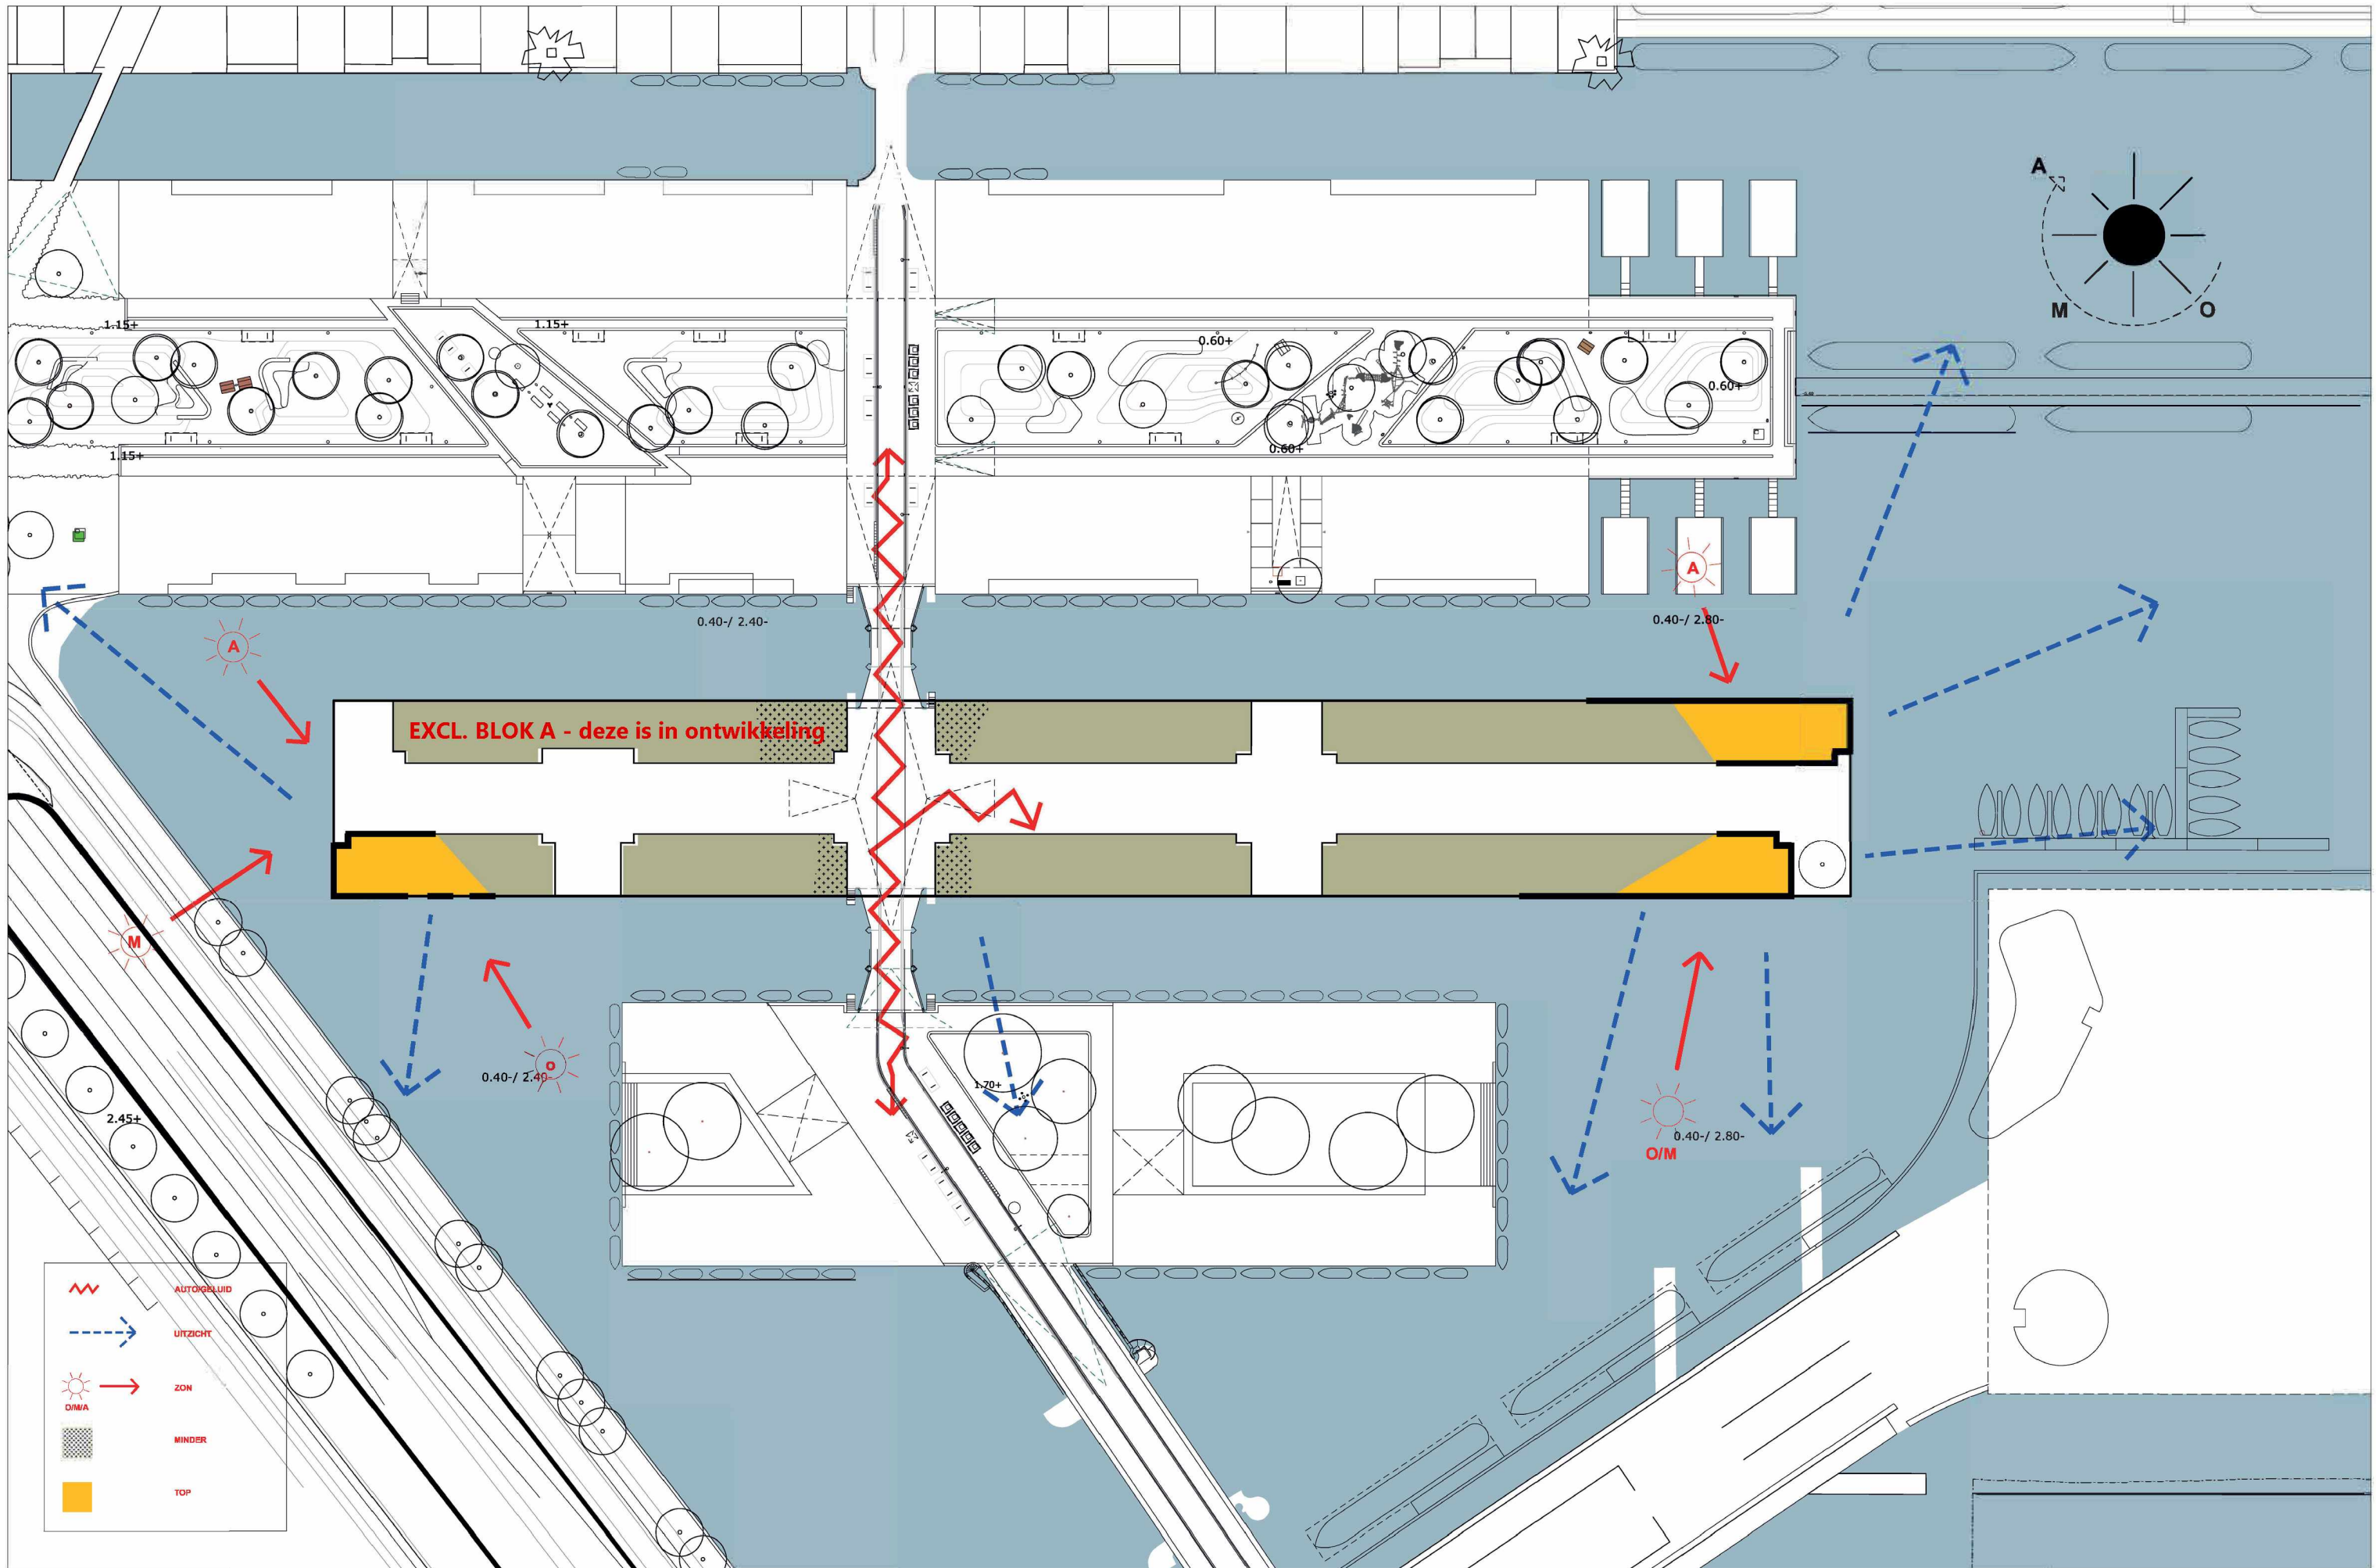 A
M
O
1.15+
1.15+
0.60+
0.60+
1.15+
0.60+
A
0.40-/ 2.40-
0.40-/ 2.80-
A
EXCL. BLOK A - deze is in ontwikkeling
M
o
0.40-/ 2.40-
1.70+
2.45+
0.40-/ 2.80-
O/M
AUTO/GELUID
UITZICHT
ZON
O/M/A
MINDER
TOP